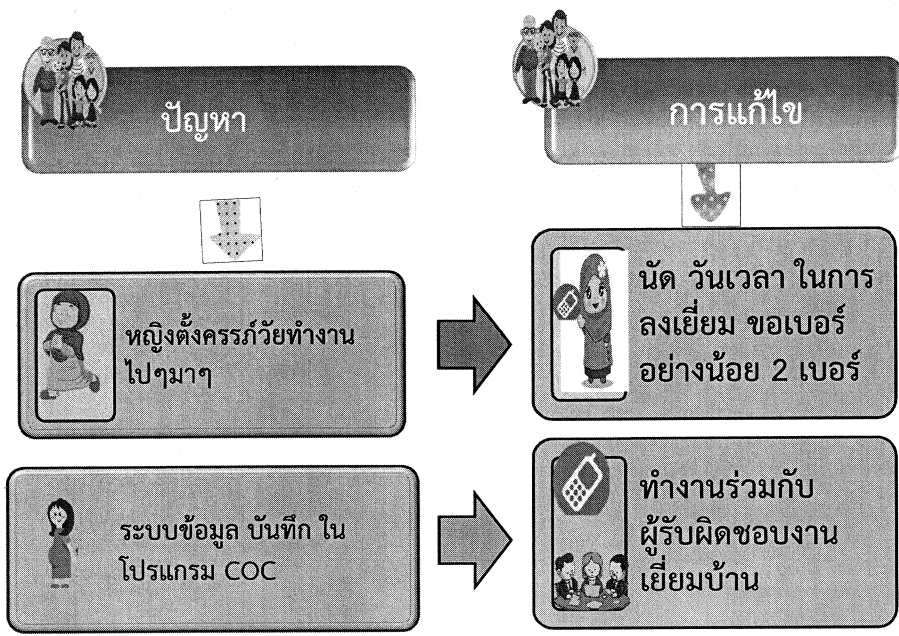 ปัญหา
การแก้ไข
หญิงตั้งครรภ์วัยทำงาน
ไปๆมาๆ
นัด วันเวลา ในการ
ลงเยี่ยม ขอเบอร์
อย่างน้อย 2 เบอร์
ระบบข้อมูล บันทึก ใน
โปรแกรม COC
ทำงานร่วมกับ
ผู้รับผิดชอบงาน
เยี่ยมบ้าน